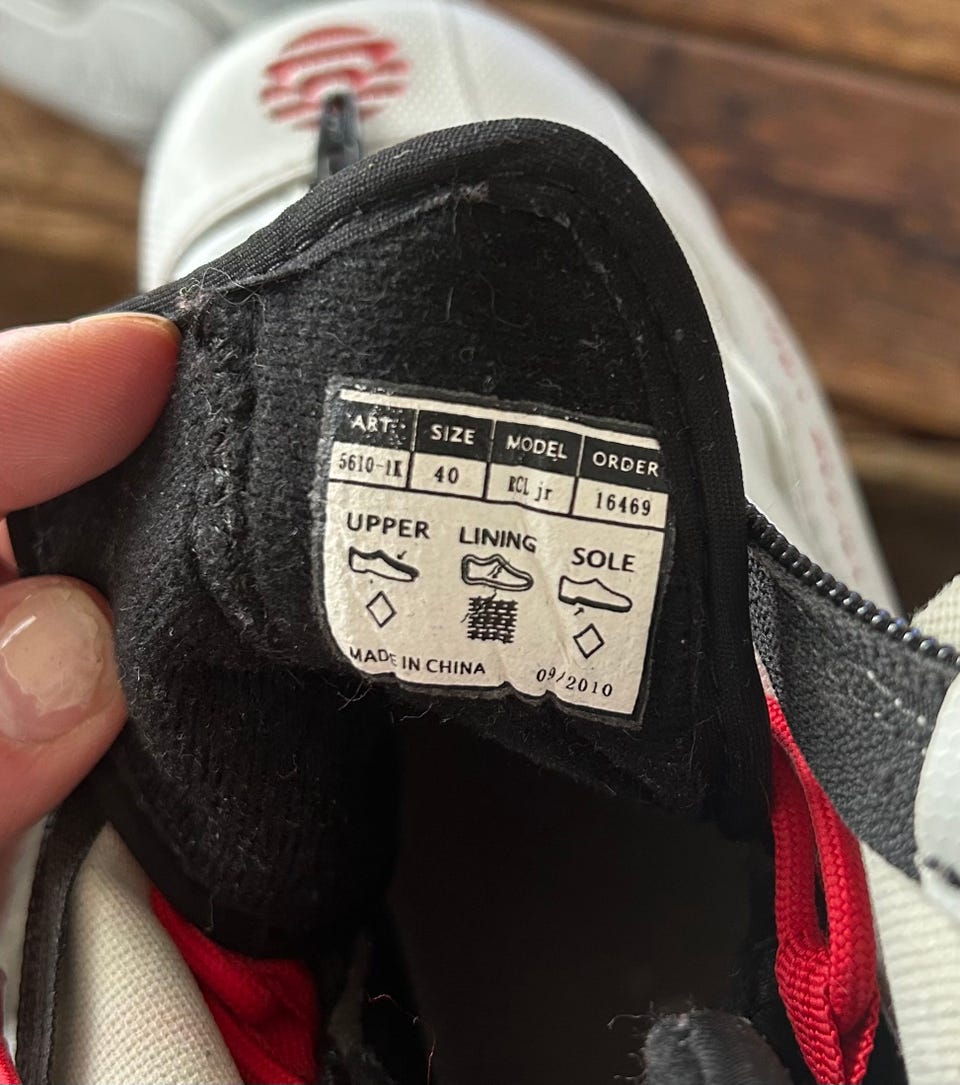 ART. SIZE MODEL ORDER
5610-1K 40 RCL jr 16469
UPPER LINING SOLE
MADE IN CHINA 09/2010